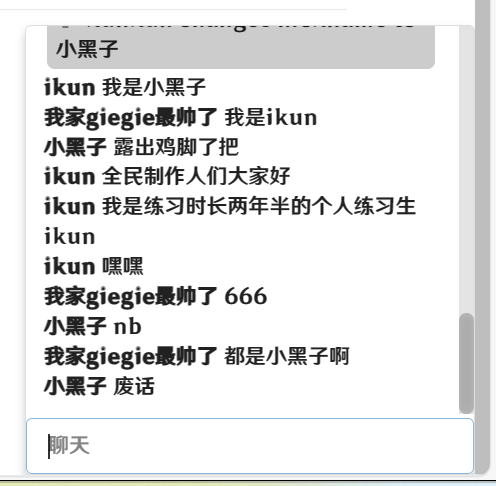 小黑子
ikun 我是小黑子
我家giegie最帅了 我是ikun
小黑子 露出鸡脚了把
ikun 全民制作人们大家好
ikun 我是练习时长两年半的个人练习生
ikun
ikun 嘿嘿
我家giegie最帅了 666
小黑子 nb
我家giegie最帅了 都是小黑子啊
小黑子 废话
聊天